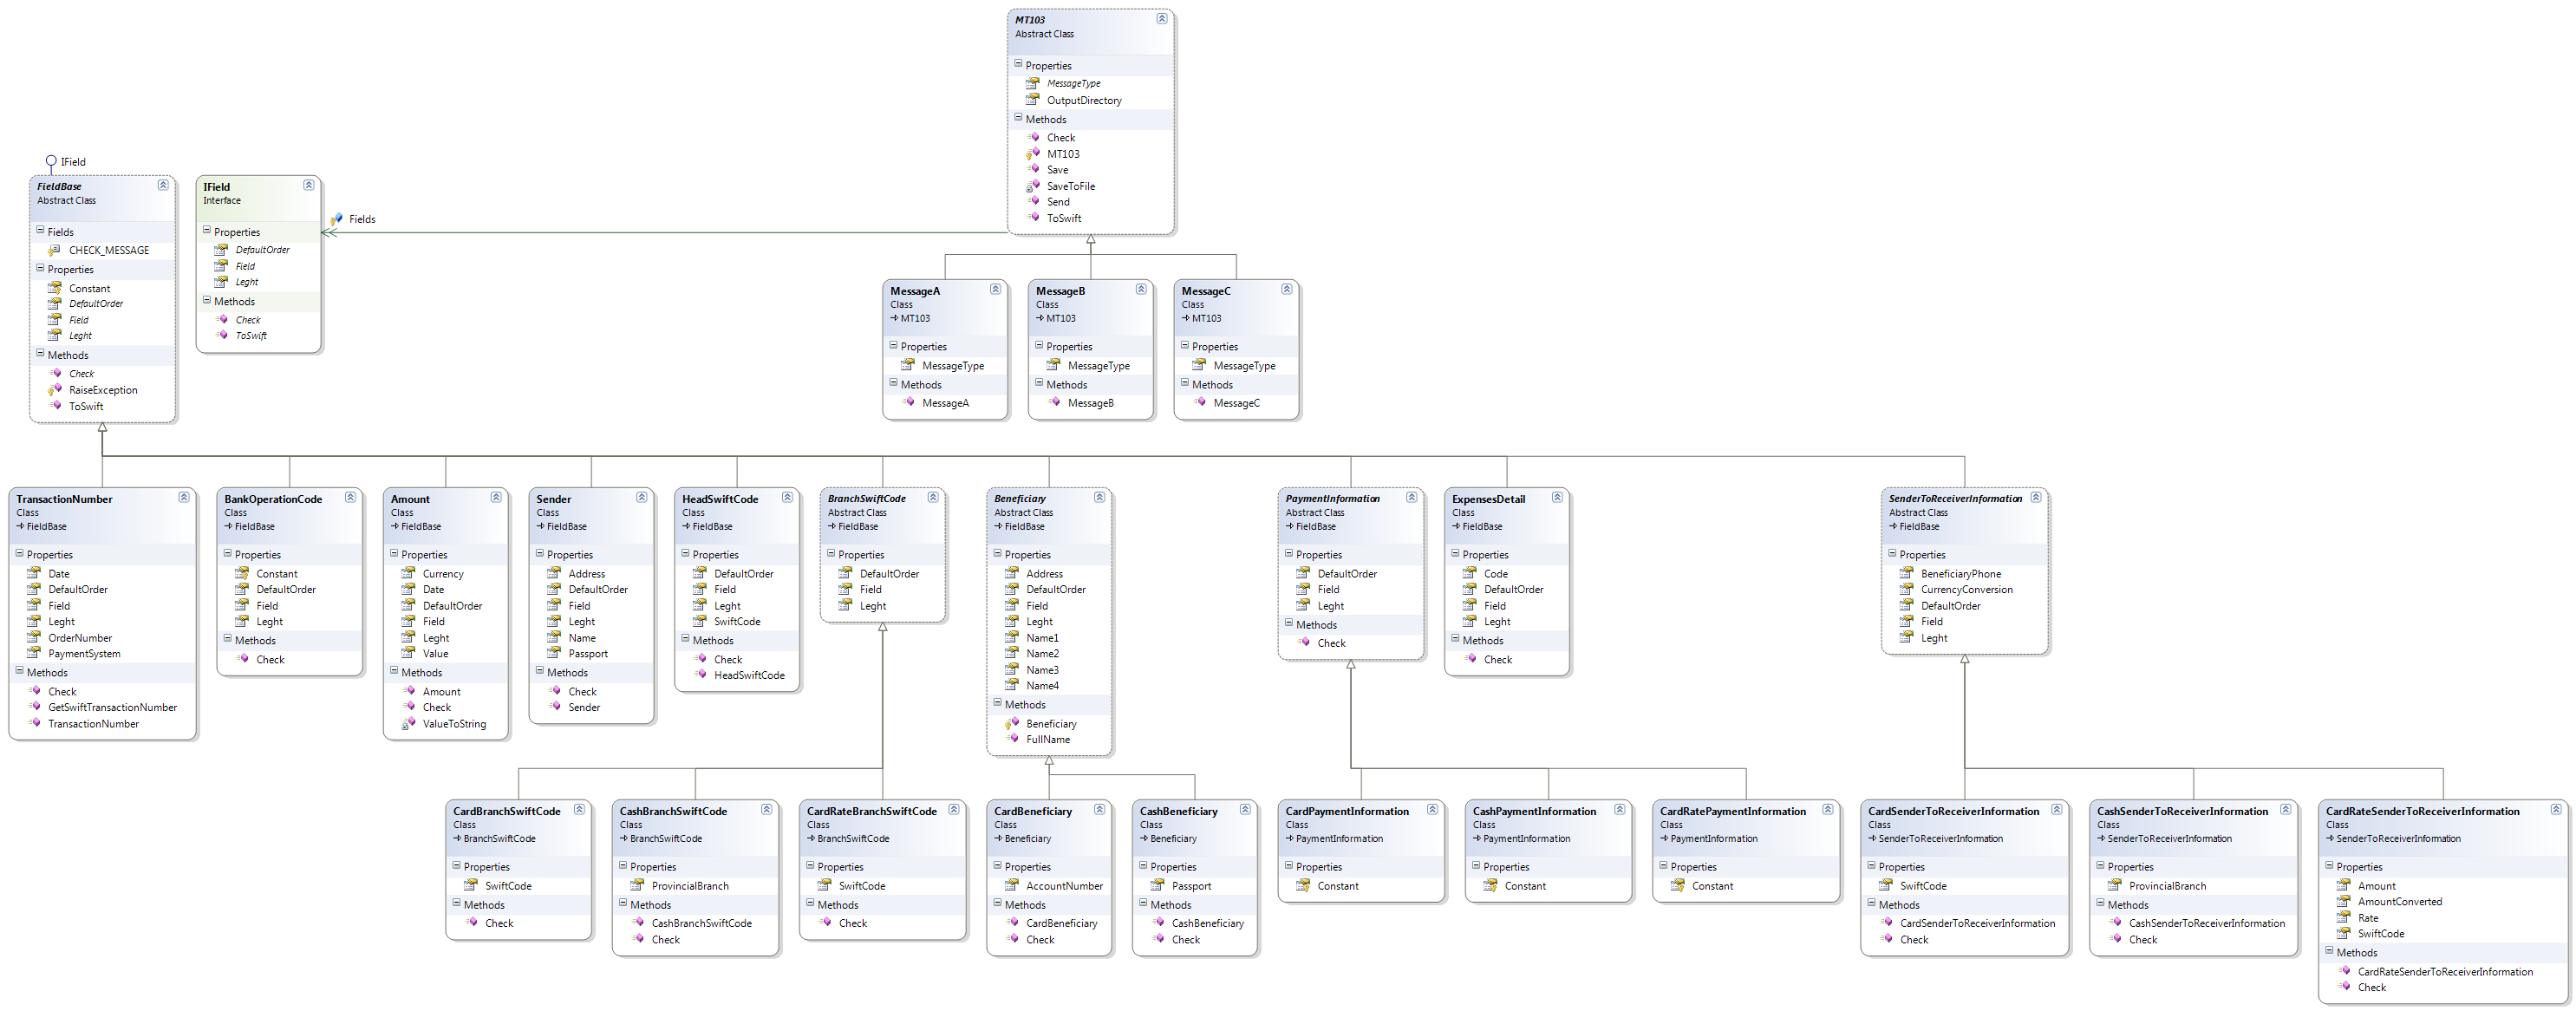 MT103
Abstract Class
Properties
MessageType
OutputDirectory
Methods
Check
MT103
Save
SaveToFile
Send
ToSwift
IField
FieldBase
Abstract Class
Fields
CHECK_MESSAGE
Properties
Constant
DefaultOrder
Field
Leght
Methods
Check
RaiseException
ToSwift
IField
Interface
Properties
DefaultOrder
Field
Leght
Methods
Check
ToSwift
Fields
MessageA
Class
MT103
Properties
MessageType
Methods
MessageA
MessageB
Class
MT103
Properties
MessageType
Methods
MessageB
MessageC
Class
MT103
Properties
MessageType
Methods
MessageC
TransactionNumber
Class
FieldBase
Properties
Date
DefaultOrder
Field
Leght
OrderNumber
PaymentSystem
Methods
Check
GetSwiftTransactionNumber
TransactionNumber
BankOperationCode
Class
FieldBase
Properties
Constant
DefaultOrder
Field
Leght
Methods
Check
Amount
Class
FieldBase
Properties
Currency
Date
DefaultOrder
Field
Leght
Value
Methods
Amount
Check
ValueToString
Sender
Class
FieldBase
Properties
Address
DefaultOrder
Field
Leght
Name
Passport
Methods
Check
Sender
HeadSwiftCode
Class
FieldBase
Properties
DefaultOrder
Field
Leght
SwiftCode
Methods
Check
HeadSwiftCode
BranchSwiftCode
Abstract Class
FieldBase
Properties
DefaultOrder
Field
Leght
Beneficiary
Abstract Class
FieldBase
Properties
Address
DefaultOrder
Field
Leght
Name1
Name2
Name3
Name4
Methods
Beneficiary
FullName
PaymentInformation
Abstract Class
FieldBase
Properties
DefaultOrder
Field
Leght
Methods
Check
ExpensesDetail
Class
FieldBase
Properties
Code
DefaultOrder
Field
Leght
Methods
Check
SenderToReceiverInformation
Abstract Class
FieldBase
Properties
BeneficiaryPhone
CurrencyConversion
DefaultOrder
Field
Leght
CardBranchSwiftCode
Class
BranchSwiftCode
Properties
SwiftCode
Methods
Check
CashBranchSwiftCode
Class
BranchSwiftCode
Properties
ProvincialBranch
Methods
CashBranchSwiftCode
Check
CardRateBranchSwiftCode
Class
BranchSwiftCode
Properties
SwiftCode
Methods
Check
CardBeneficiary
Class
Beneficiary
Properties
AccountNumber
Methods
CardBeneficiary
Check
CashBeneficiary
Class
Beneficiary
Properties
Passport
Methods
CashBeneficiary
Check
CardPaymentInformation
Class
PaymentInformation
Properties
Constant
CashPaymentInformation
Class
PaymentInformation
Properties
Constant
CardRatePaymentInformation
Class
PaymentInformation
Properties
Constant
CardSenderToReceiverInformation
Class
SenderToReceiverInfomation
Properties
SwiftCode
Methods
CardSenderToReceiverInformation
Check
CashSenderToReceiverInformation
Class
SenderToReceiverInfomation
Properties
ProvincialBranch
Methods
CashSenderToReceiverInformation
Check
CardRateSenderToReceiverInformation
Class
SenderToReceiverInfomation
Properties
Amount
AmountConverted
Rate
SwiftCode
Methods
CardRateSenderToReceiverInformation
Check